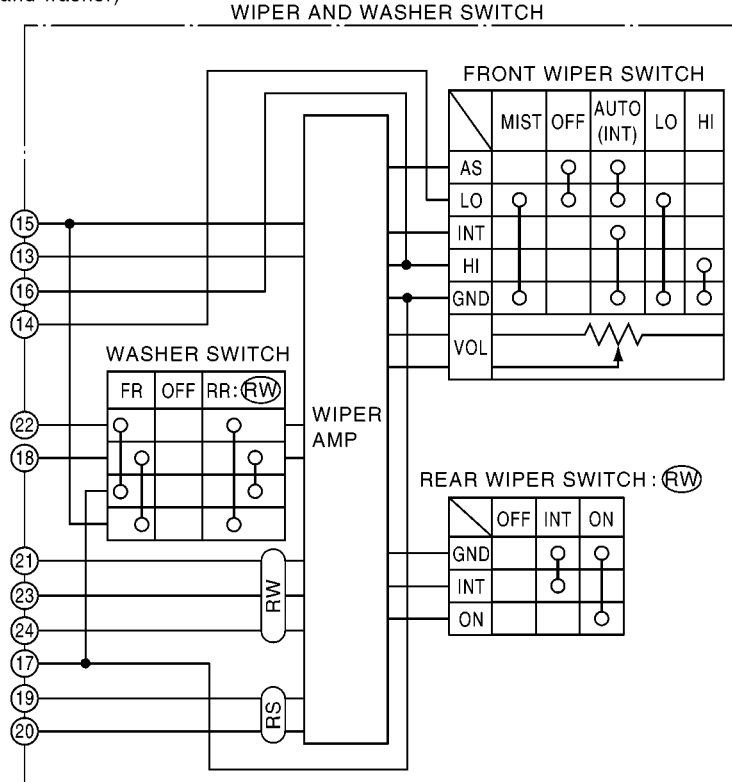 WIPER AND WASHER SWITCH
FRONT WIPER SWITCH
MIST OFF AUTO (INT) LO HI
AS
LO
INT
HI
GND
VOL
15
13
16
14
WASHER SWITCH
FR OFF RR: RW
22
18
WIPER
AMP
REAR WIPER SWITCH: RW
OFF INT ON
GND
INT
ON
21
23
24
RW
17
19
20
RS